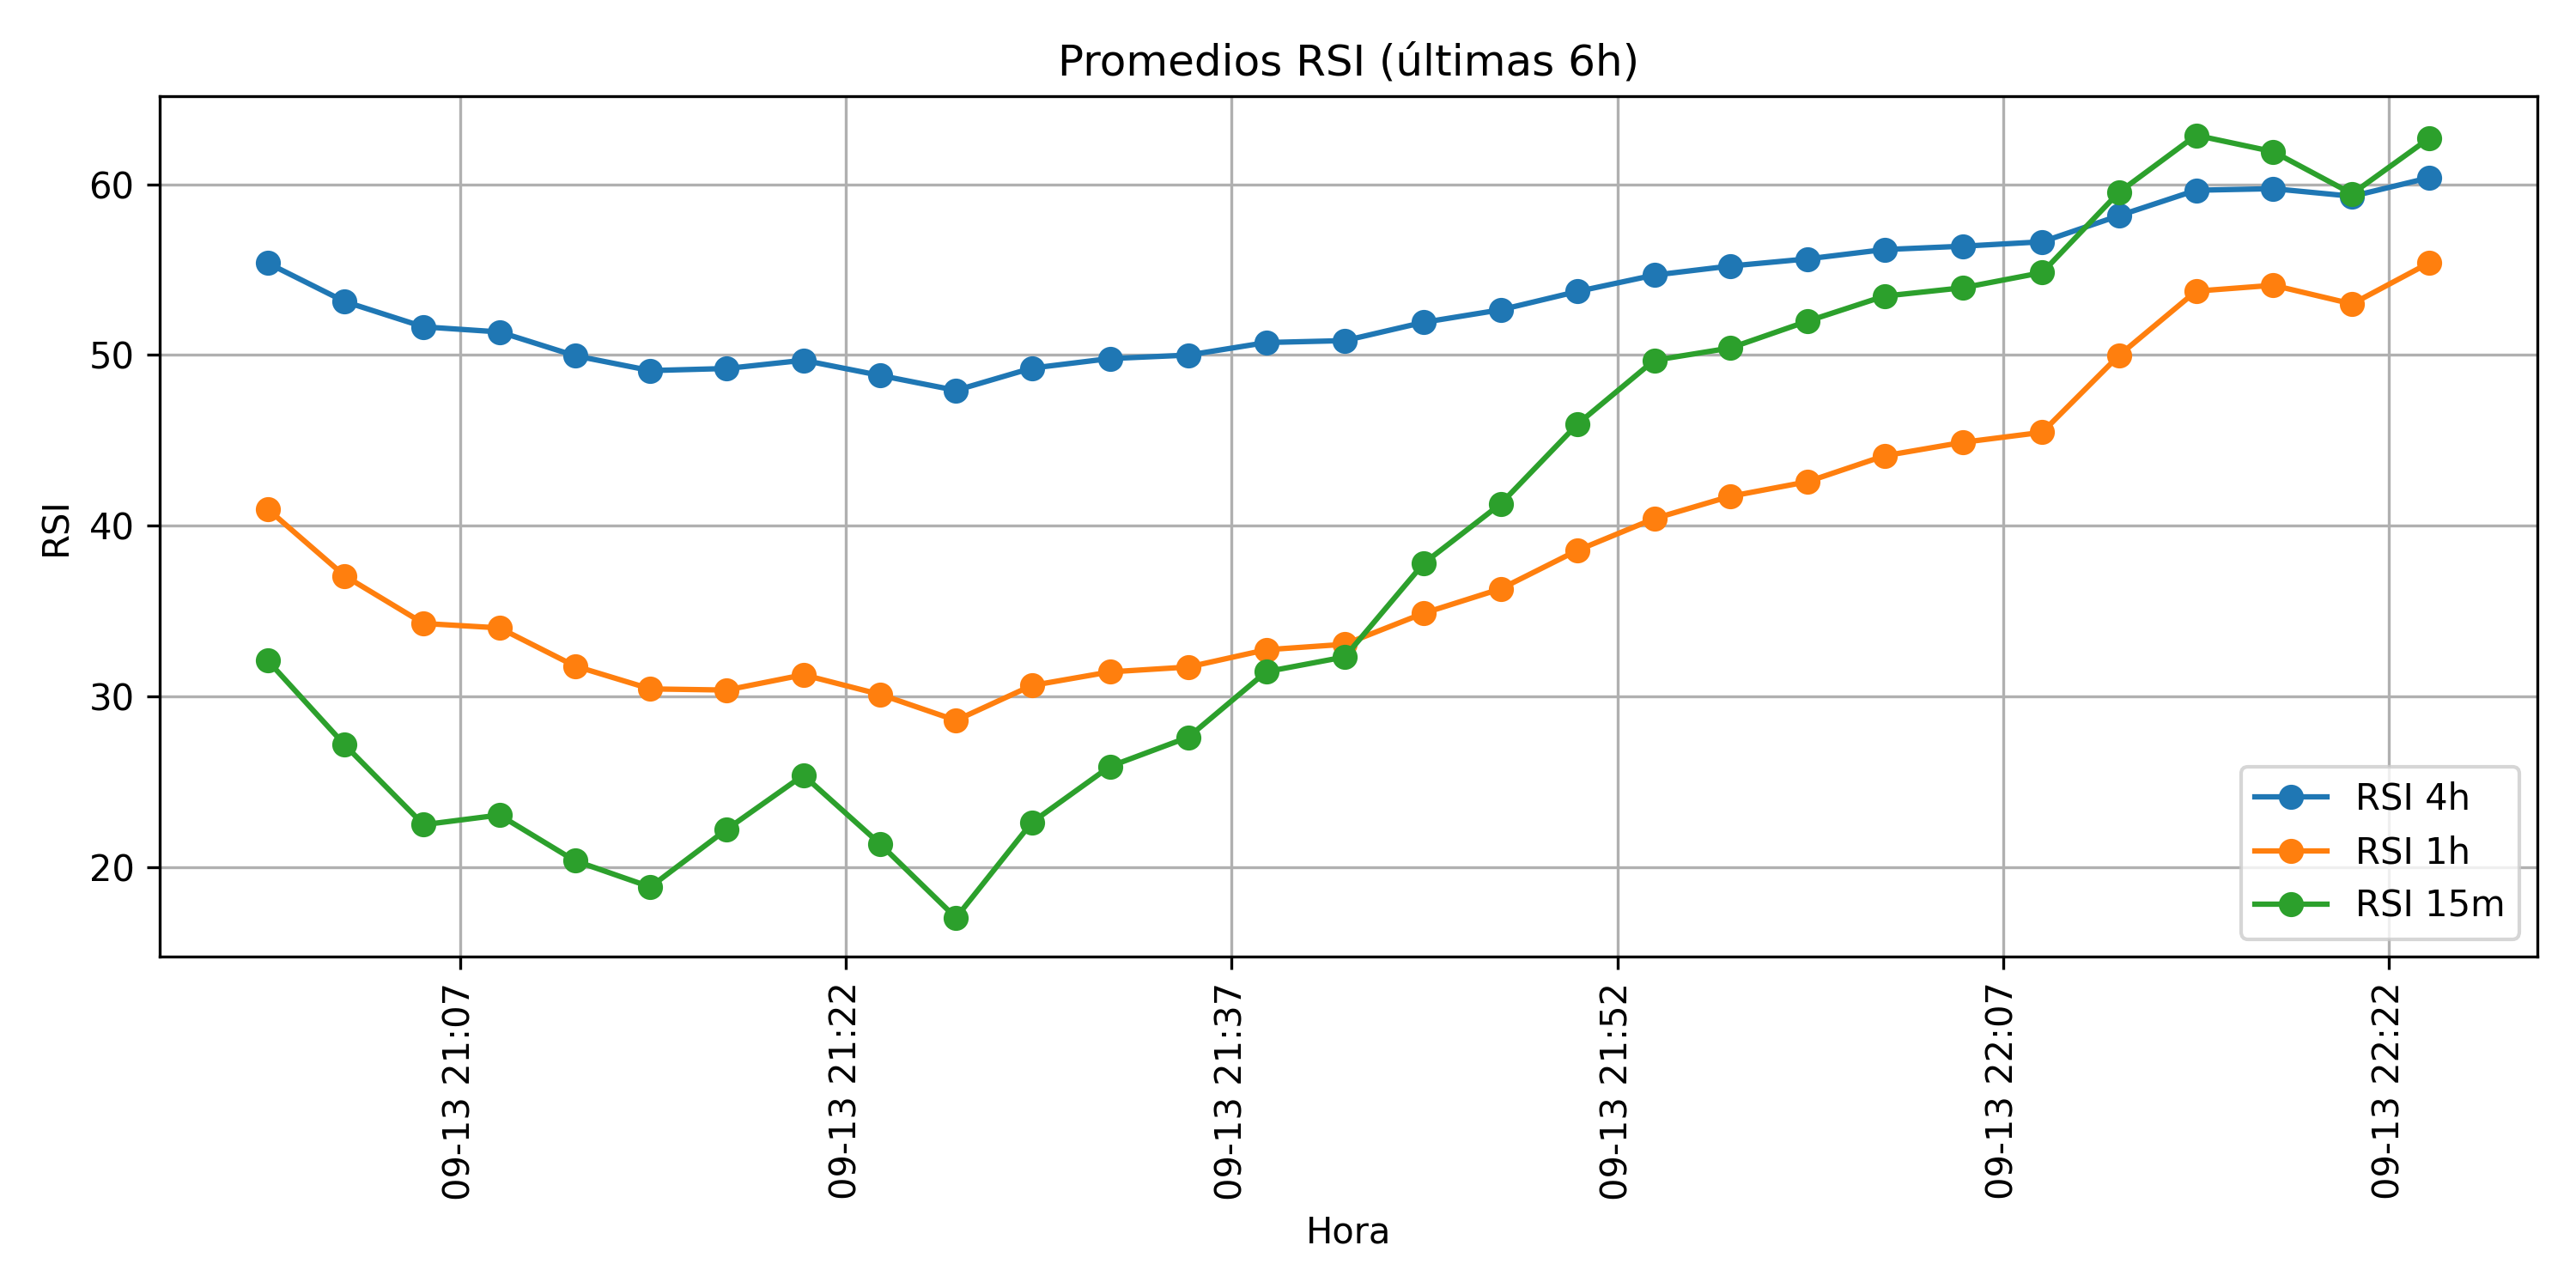 Promedios RSI (últimas 6h)
RSI
60
50
40
30
20
RSI 4h
RSI 1h
RSI 15m
09-13 21:07
09-13 21:22
09-13 21:37
09-13 21:52
09-13 22:07
09-13 22:22
Hora